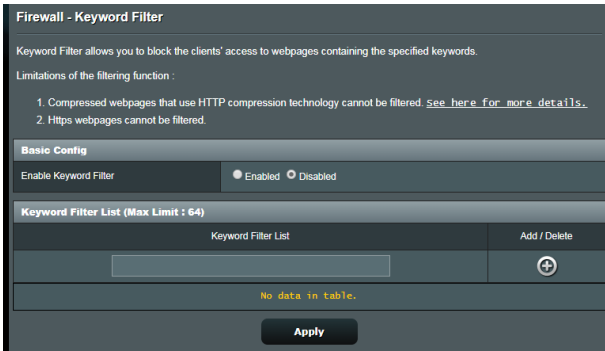 Firewall - Keyword Filter
Keyword Filter allows you to block the clients' access to webpages containing the specified keywords.
Limitations of the filtering function :
1. Compressed webpages that use HTTP compression technology cannot be filtered. see here for more details.
2. Https webpages cannot be filtered.
Basic Config
Enable Keyword Filter Enabled Disabled
Keyword Filter List (Max Limit : 64)
Keyword Filter List Add / Delete
No data in table.
Apply